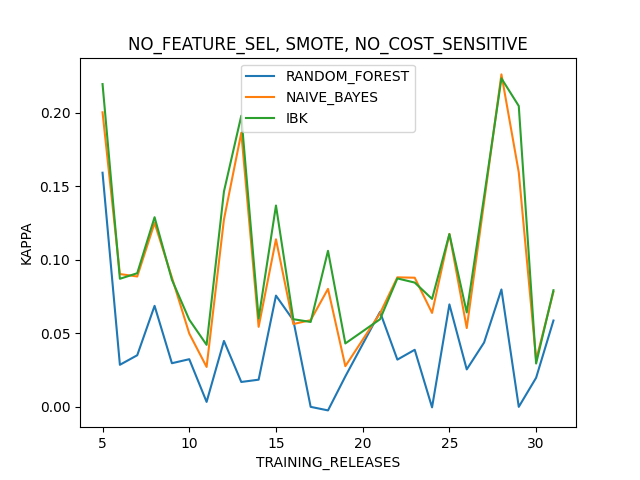 NO_FEATURE_SEL, SMOTE, NO_COST_SENSITIVE
RANDOM_FOREST
NAIVE_BAYES
IBK
KAPPA
0.20
0.15
0.10
0.05
0.00
5 10 15 20 25 30
TRAINING_RELEASES